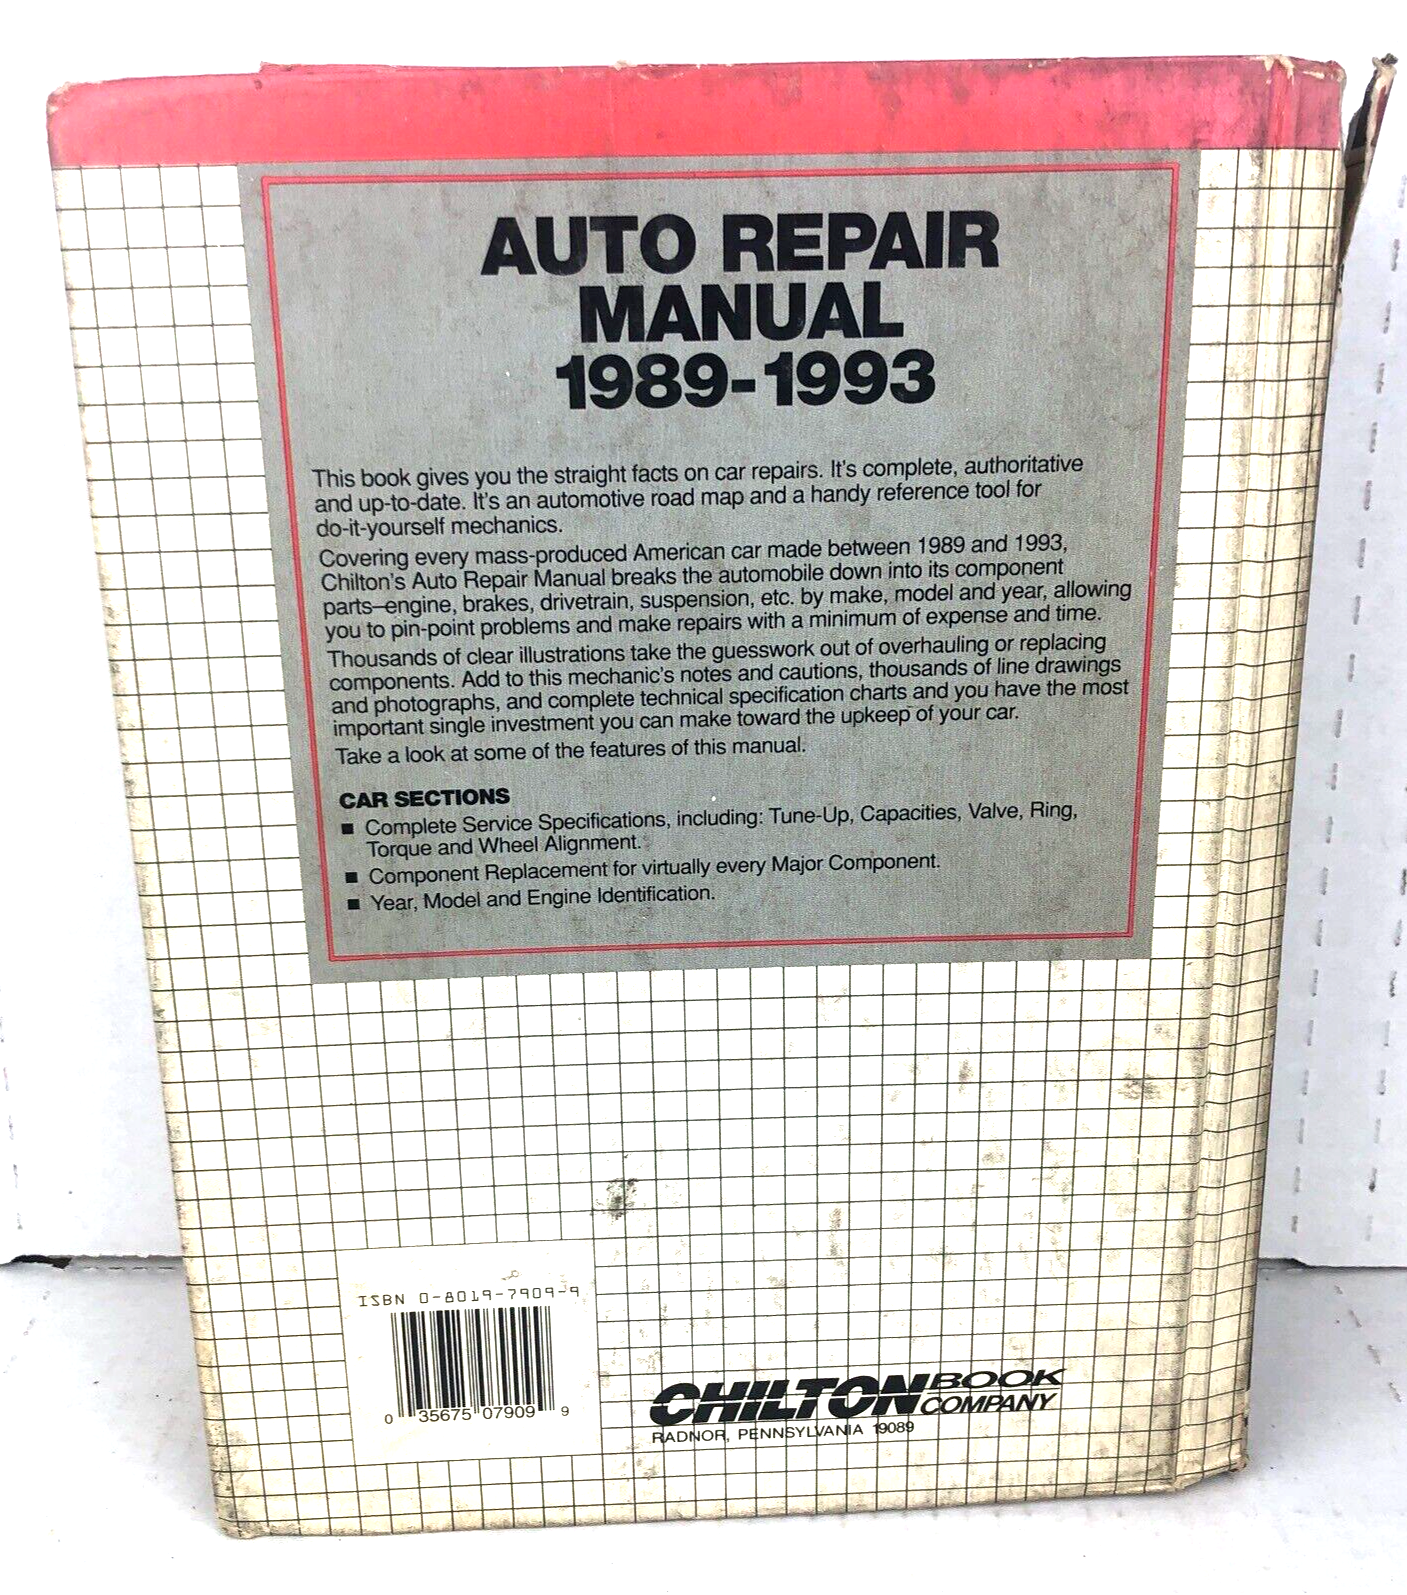 AUTO REPAIR
MANUAL
1989-1993
This book gives you the straight facts on car repairs. It's complete, authoritative
and up-to-date. It's an automotive road map and a handy reference tool for
do-it-yourself mechanics.
Covering every mass-produced American car made between 1989 and 1993,
Chilton's Auto Repair Manual breaks the automobile down into its component
parts–engine, brakes, drivetrain, suspension, etc. by make, model and year, allowing
you to pin-point problems and make repairs with a minimum of expense and time.
Thousands of clear illustrations take the guesswork out of overhauling or replacing
components. Add to this mechanic's notes and cautions, thousands of line drawings
and photographs, and complete technical specification charts and you have the most
important single investment you can make toward the upkeep of your car.
Take a look at some of the features of this manual.
CAR SECTIONS
■ Complete Service Specifications, including: Tune-Up, Capacities, Valve, Ring,
Torque and Wheel Alignment.
■ Component Replacement for virtually every Major Component.
■ Year, Model and Engine Identification.
ISBN 0-8019-7909-9
0 35675 07909 9
CHILTON BOOK
COMPANY
RADNOR, PENNSYLVANIA 19089